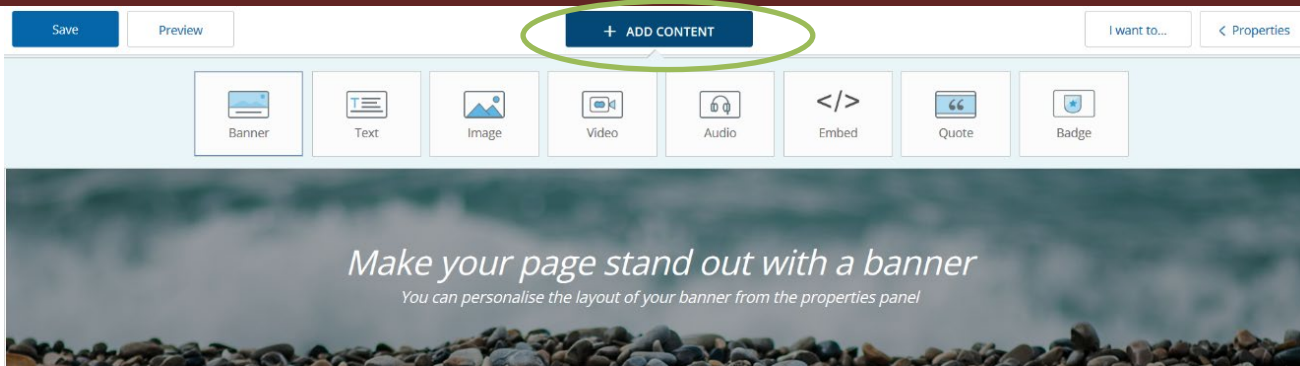 Save Preview + ADD CONTENT I want to... < Properties
Banner Text Image Video Audio Embed Quote Badge
Make your page stand out with a banner
You can personalise the layout of your banner from the properties panel